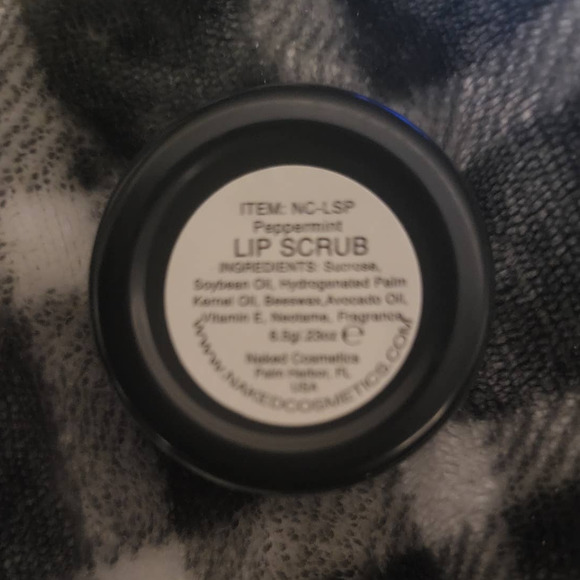 ITEM: NC-LSP
Peppermint
LIP SCRUB
INGREDIENTS: Sucrose,
Soybean Oil, Hydrogenated Palm
Kernel Oil, Beeswax,Avocado Oil,
Vitamin E, Neotame, Fragrance
6.5g/.23oz ℮
Naked Cosmetics
Palm Harbor, FL
USA
WWW.NAKEDCOSMETICS.COM